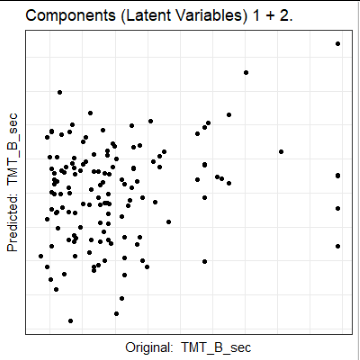 Components (Latent Variables) 1 + 2.
Predicted: TMT_B_sec
Original: TMT_B_sec